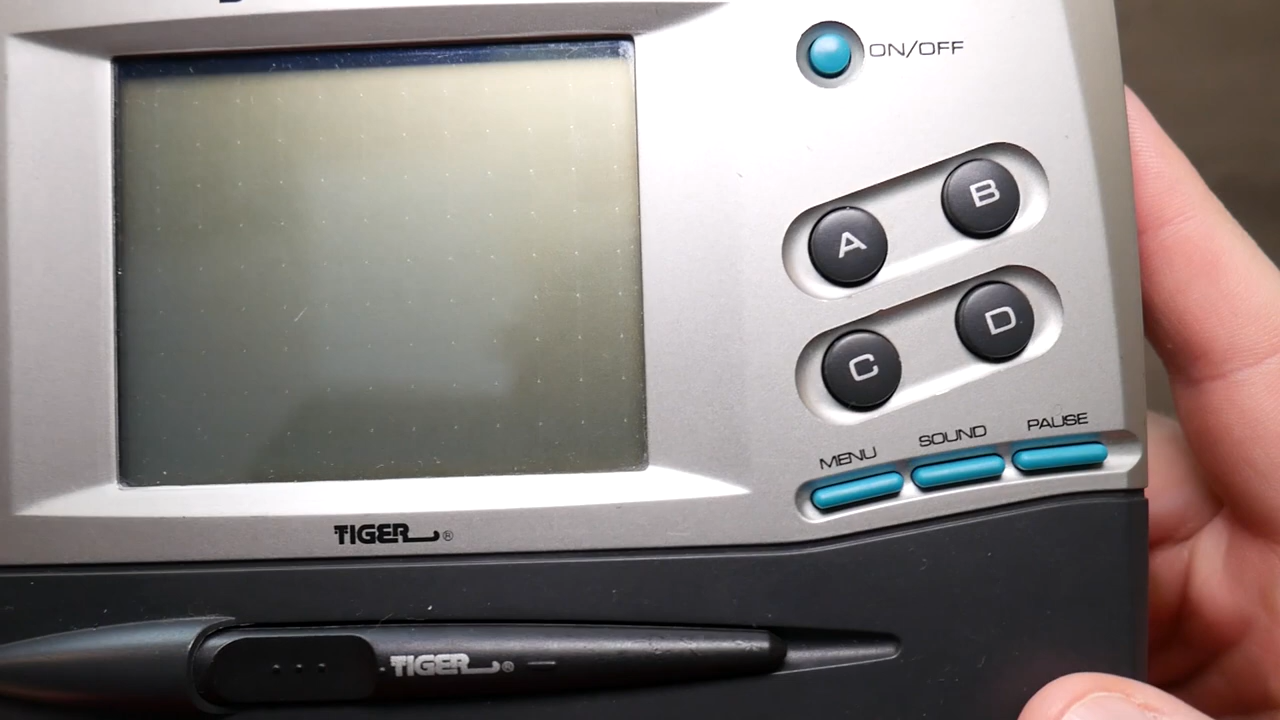 ON/OFF
B
A
D
C
MENU SOUND PAUSE
TIGER®
TIGER®